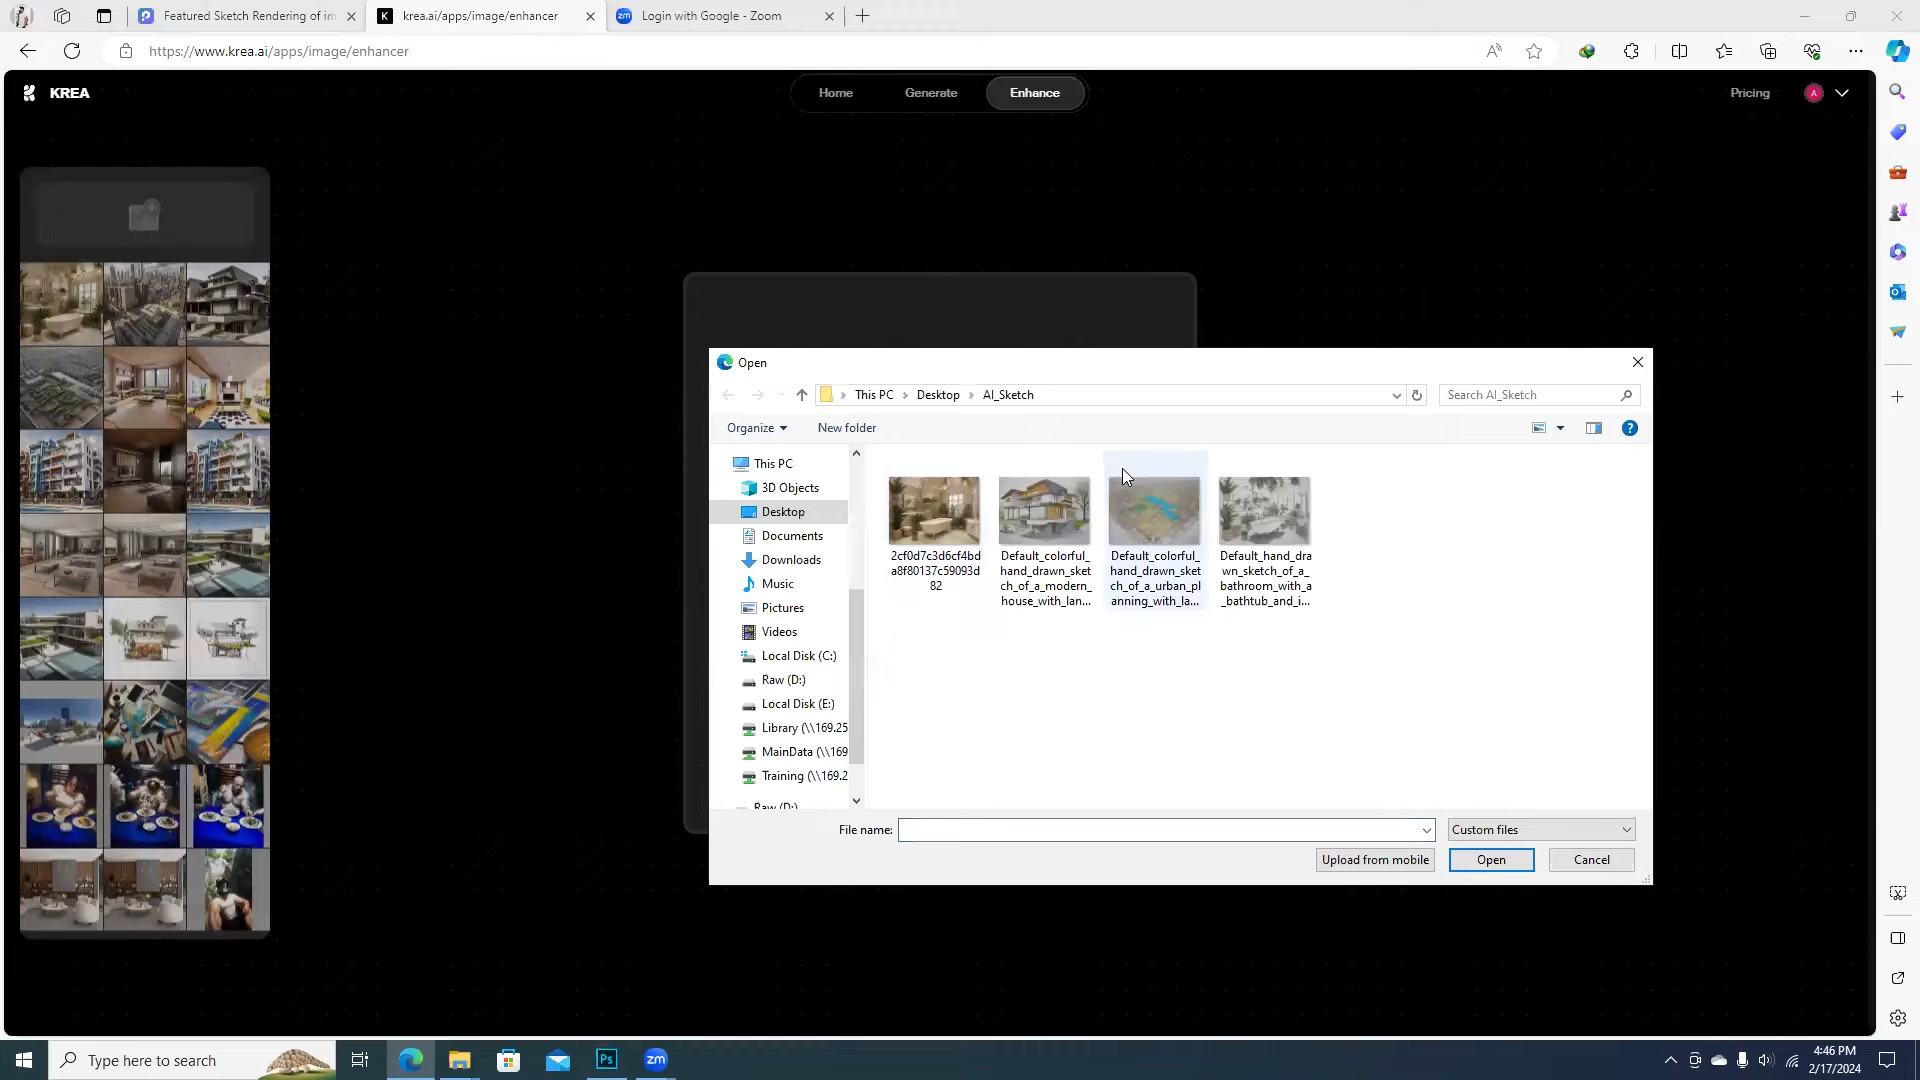 Featured Sketch Rendering of im
krea.ai/apps/image/enhancer
Login with Google - Zoom
https://www.krea.ai/apps/image/enhancer
KREA
Home
Generate
Enhance
Pricing
A
Open
This PC
Desktop
AI_Sketch
Search AI_Sketch
Organize
New folder
This PC
3D Objects
Desktop
Documents
Downloads
Music
Pictures
Videos
Local Disk (C:)
Raw (D:)
Local Disk (E:)
Library (\\169.25
MainData (\\169
Training (\\169.2
Raw (D:)
2cf0d7c3d6cf4bd
a8f80137c59093d
82
Default_colorful_
hand_drawn_sket
ch_of_a_modern_
house_with_lan...
Default_colorful_
hand_drawn_sket
ch_of_a_urban_pl
anning_with_la...
Default_hand_dra
wn_sketch_of_a_
bathroom_with_a
_bathtub_and_i...
File name:
Custom files
Upload from mobile
Open
Cancel
Type here to search
Ps
zm
4:46 PM
2/17/2024